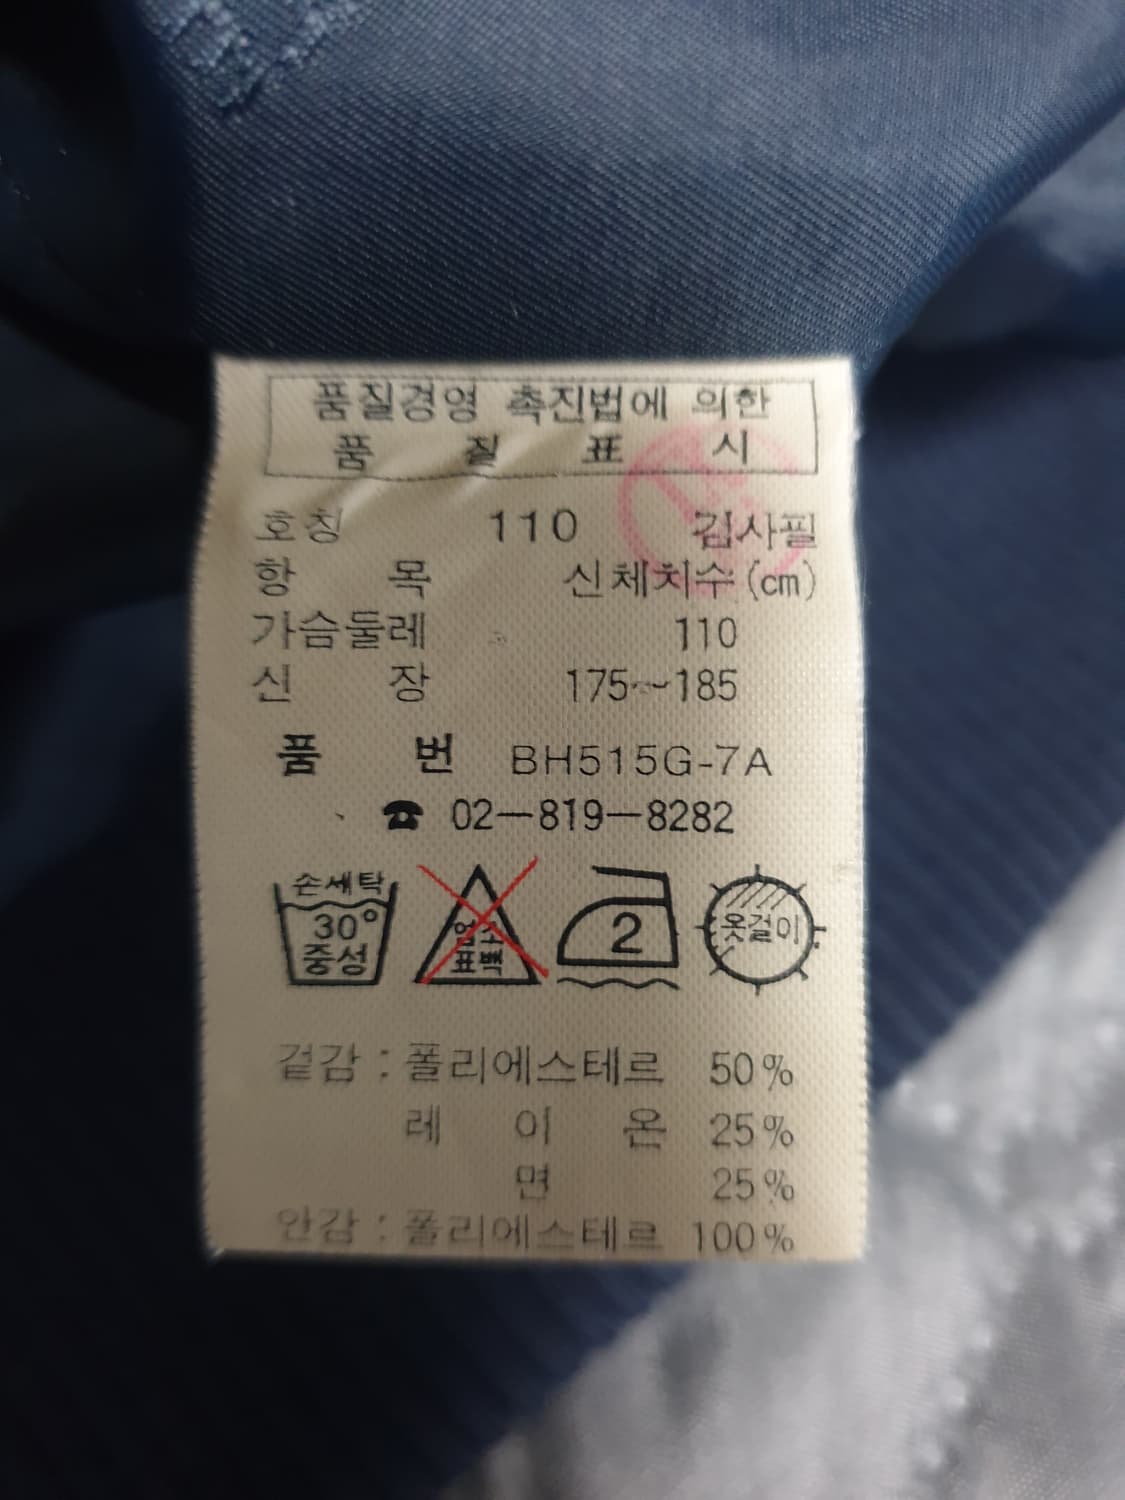 품질경영 촉진법에 의한
품 질 표 시
호칭 110 검사필
항 목 신체치수(cm)
가슴둘레 110
신 장 175~185
품 번 BH515G-7A
☎ 02-819-8282
손세탁
30°
중성
염소
표백
2
옷걸이
겉감 : 폴리에스테르 50%
레 이 온 25%
면 25%
안감 : 폴리에스테르 100%